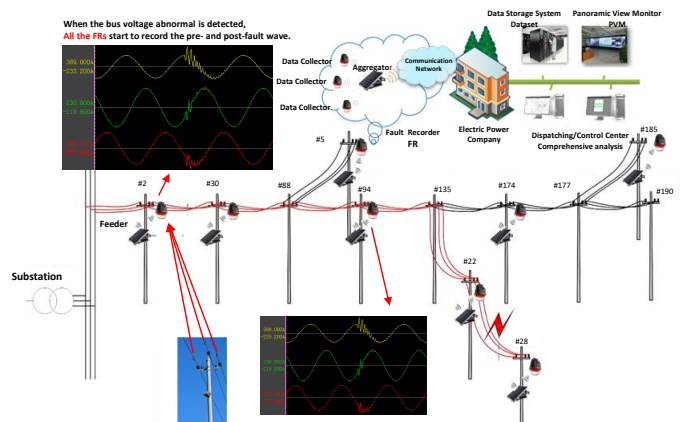 When the bus voltage abnormal is detected,
All the FRs start to record the pre- and post-fault wave.
Data Storage System
Dataset
Panoramic View Monitor
PVM
Data Collector
Data Collector
Data Collector
Aggregator
Communication
Network
Fault Recorder
FR
Electric Power
Company
Dispatching/Control Center
Comprehensive analysis
#5
#185
#2
#30
#88
#94
#135
#174
#177
#190
Feeder
#22
#28
Substation